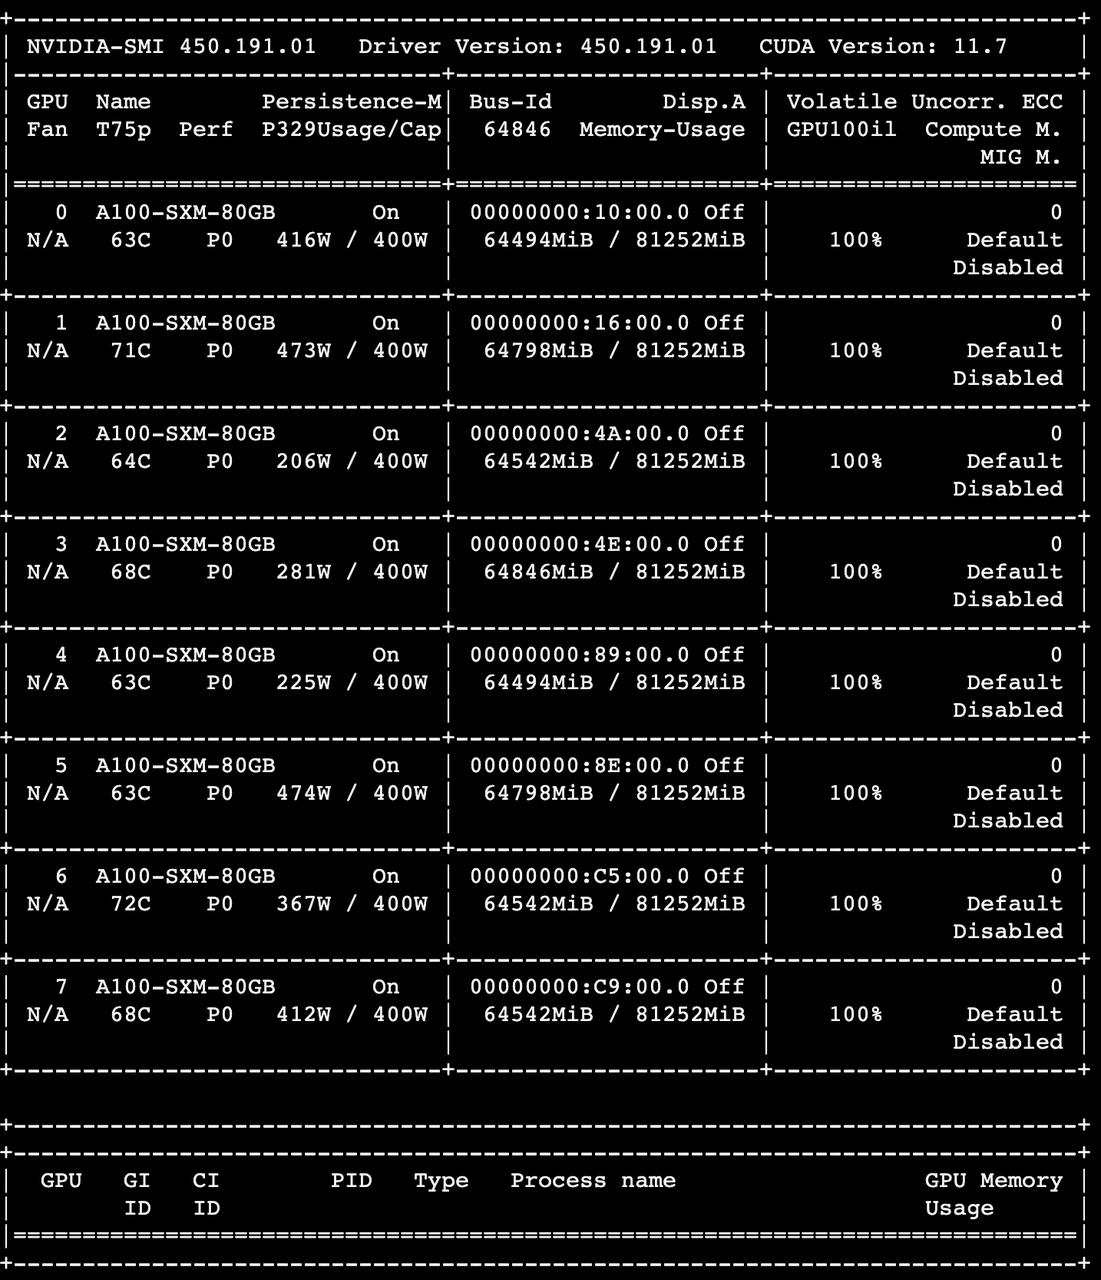 +-----------------------------------------------------------------------------+
| NVIDIA-SMI 450.191.01   Driver Version: 450.191.01   CUDA Version: 11.7     |
|-------------------------------+----------------------+----------------------+
| GPU  Name        Persistence-M| Bus-Id        Disp.A | Volatile Uncorr. ECC |
| Fan  T75p  Perf  P329Usage/Cap|  64846  Memory-Usage | GPU100il  Compute M. |
|                               |                      |               MIG M. |
|===============================+======================+======================|
|   0  A100-SXM-80GB       On   | 00000000:10:00.0 Off |                    0 |
| N/A   63C    P0   416W / 400W |  64494MiB / 81252MiB |    100%      Default |
|                               |                      |             Disabled |
+-------------------------------+----------------------+----------------------+
|   1  A100-SXM-80GB       On   | 00000000:16:00.0 Off |                    0 |
| N/A   71C    P0   473W / 400W |  64798MiB / 81252MiB |    100%      Default |
|                               |                      |             Disabled |
+-------------------------------+----------------------+----------------------+
|   2  A100-SXM-80GB       On   | 00000000:4A:00.0 Off |                    0 |
| N/A   64C    P0   206W / 400W |  64542MiB / 81252MiB |    100%      Default |
|                               |                      |             Disabled |
+-------------------------------+----------------------+----------------------+
|   3  A100-SXM-80GB       On   | 00000000:4E:00.0 Off |                    0 |
| N/A   68C    P0   281W / 400W |  64846MiB / 81252MiB |    100%      Default |
|                               |                      |             Disabled |
+-------------------------------+----------------------+----------------------+
|   4  A100-SXM-80GB       On   | 00000000:89:00.0 Off |                    0 |
| N/A   63C    P0   225W / 400W |  64494MiB / 81252MiB |    100%      Default |
|                               |                      |             Disabled |
+-------------------------------+----------------------+----------------------+
|   5  A100-SXM-80GB       On   | 00000000:8E:00.0 Off |                    0 |
| N/A   63C    P0   474W / 400W |  64798MiB / 81252MiB |    100%      Default |
|                               |                      |             Disabled |
+-------------------------------+----------------------+----------------------+
|   6  A100-SXM-80GB       On   | 00000000:C5:00.0 Off |                    0 |
| N/A   72C    P0   367W / 400W |  64542MiB / 81252MiB |    100%      Default |
|                               |                      |             Disabled |
+-------------------------------+----------------------+----------------------+
|   7  A100-SXM-80GB       On   | 00000000:C9:00.0 Off |                    0 |
| N/A   68C    P0   412W / 400W |  64542MiB / 81252MiB |    100%      Default |
|                               |                      |             Disabled |
+-------------------------------+----------------------+----------------------+

+-----------------------------------------------------------------------------+
+-----------------------------------------------------------------------------+
|  GPU   GI   CI        PID   Type   Process name                  GPU Memory |
|        ID   ID                                                   Usage      |
|=============================================================================|
+-----------------------------------------------------------------------------+